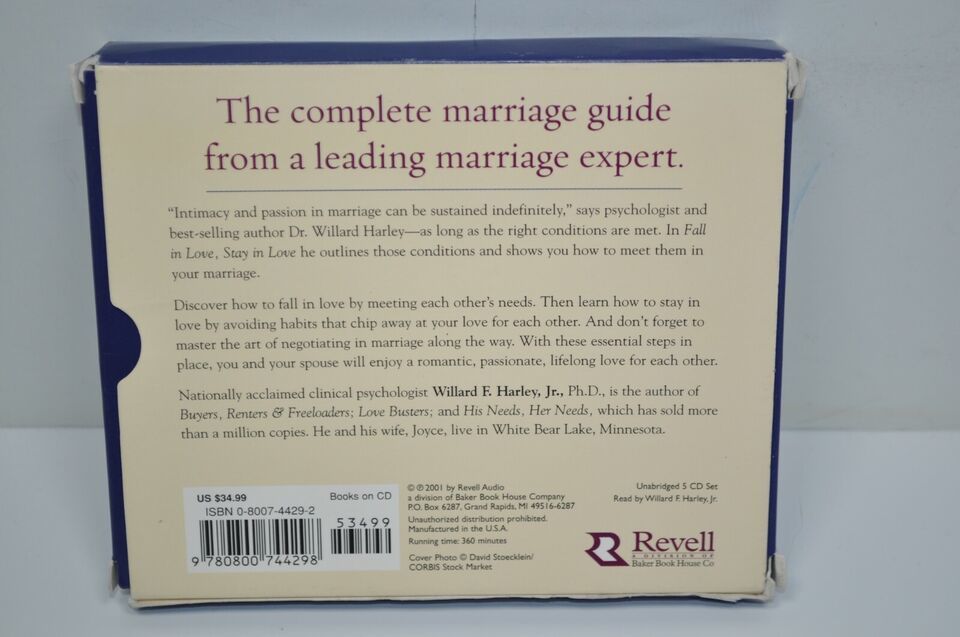 The complete marriage guide
from a leading marriage expert.
“Intimacy and passion in marriage can be sustained indefinitely,” says psychologist and
best-selling author Dr. Willard Harley—as long as the right conditions are met. In Fall
in Love, Stay in Love he outlines those conditions and shows you how to meet them in
your marriage.
Discover how to fall in love by meeting each other’s needs. Then learn how to stay in
love by avoiding habits that chip away at your love for each other. And don’t forget to
master the art of negotiating in marriage along the way. With these essential steps in
place, you and your spouse will enjoy a romantic, passionate, lifelong love for each other.
Nationally acclaimed clinical psychologist Willard F. Harley, Jr., Ph.D., is the author of
Buyers, Renters & Freeloaders; Love Busters; and His Needs, Her Needs, which has sold more
than a million copies. He and his wife, Joyce, live in White Bear Lake, Minnesota.
US $34.99 Books on CD
ISBN 0-8007-4429-2
53499
9 780800 744298
© ℗ 2001 by Revell Audio
a division of Baker Book House Company
P.O. Box 6287, Grand Rapids, MI 49516-6287
Unauthorized distribution prohibited.
Manufactured in the U.S.A.
Running time: 360 minutes
Cover Photo © David Stoecklein/
CORBIS Stock Market
Unabridged 5 CD Set
Read by Willard F. Harley, Jr.
Revell
A DIVISION OF
Baker Book House Co